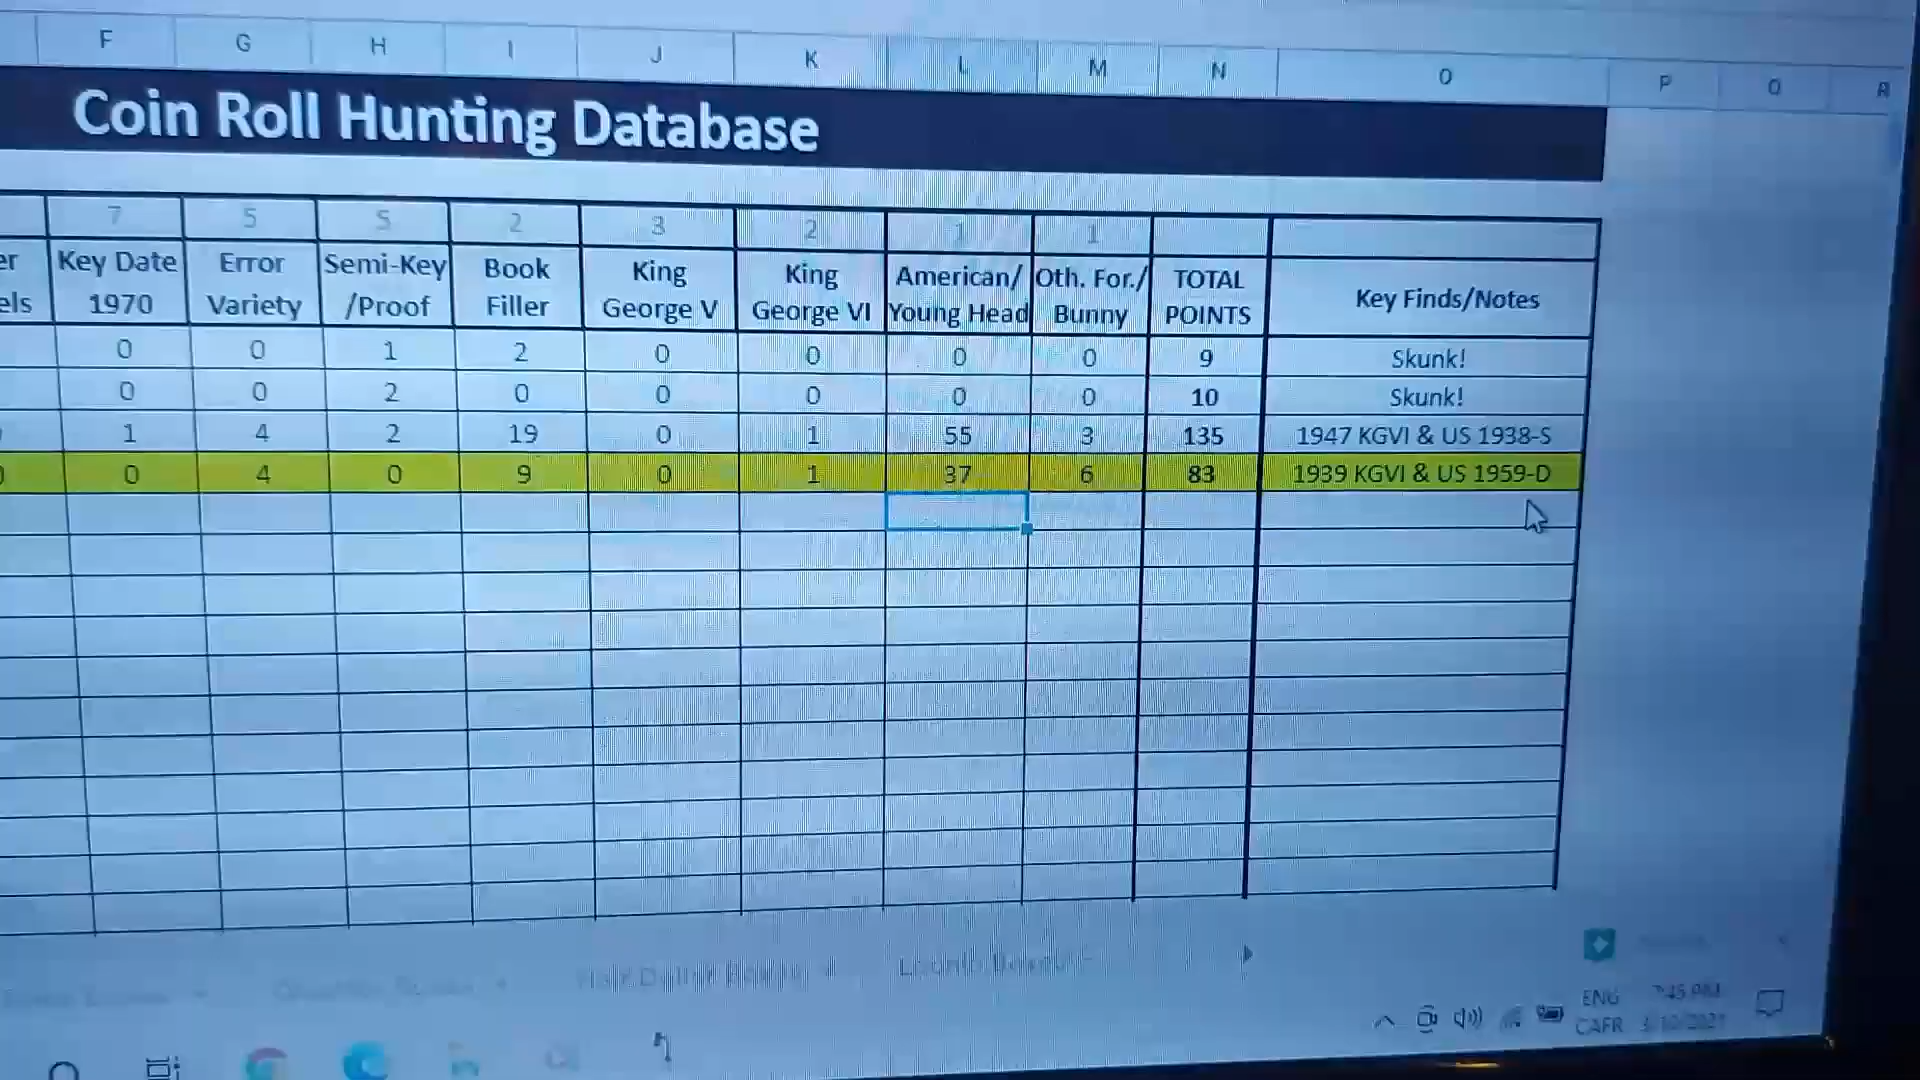 F G H I J K L M N O P Q R
Coin Roll Hunting Database
7 5 5 2 3 2 1 1
er Key Date Error Semi-Key Book King King American/ Oth. For./ TOTAL Key Finds/Notes
els 1970 Variety /Proof Filler George V George VI Young Head Bunny POINTS
0 0 1 2 0 0 0 0 9 Skunk!
0 0 2 0 0 0 0 0 10 Skunk!
1 4 2 19 0 1 55 3 135 1947 KGVI & US 1938-S
0 4 0 9 0 1 37 6 83 1939 KGVI & US 1959-D
ENG
CAFR